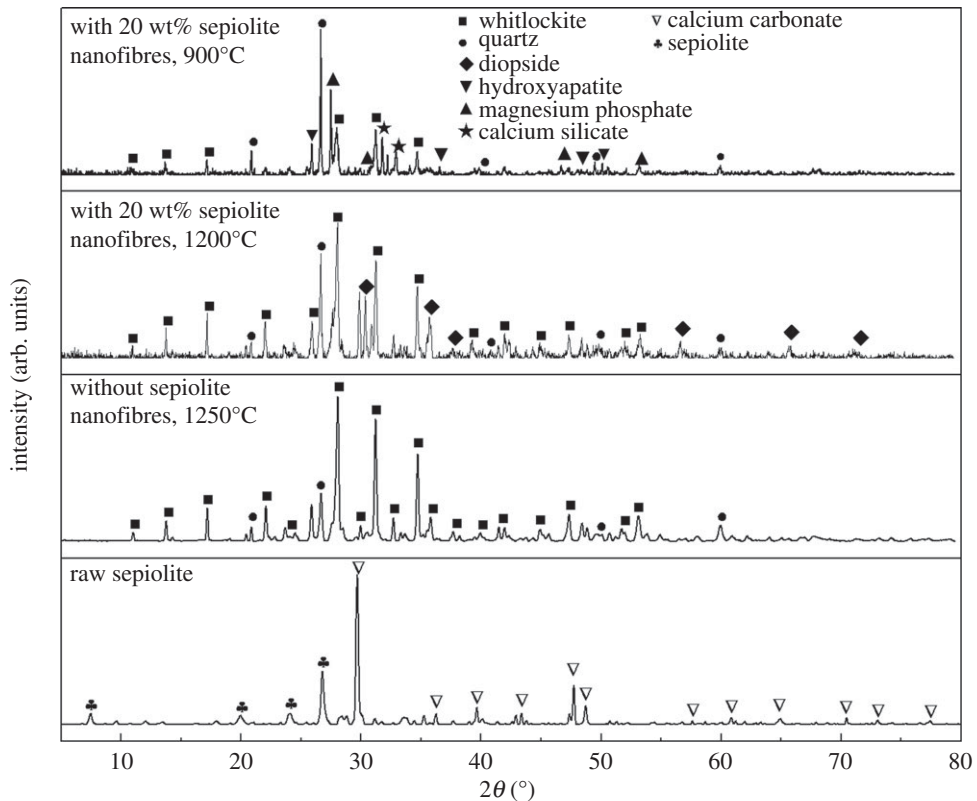 with 20 wt% sepiolite
nanofibres, 900°C
whitlockite
quartz
diopside
hydroxyapatite
magnesium phosphate
calcium silicate
calcium carbonate
sepiolite
with 20 wt% sepiolite
nanofibres, 1200°C
without sepiolite
nanofibres, 1250°C
raw sepiolite
intensity (arb. units)
10 20 30 40 50 60 70 80
2θ (°)